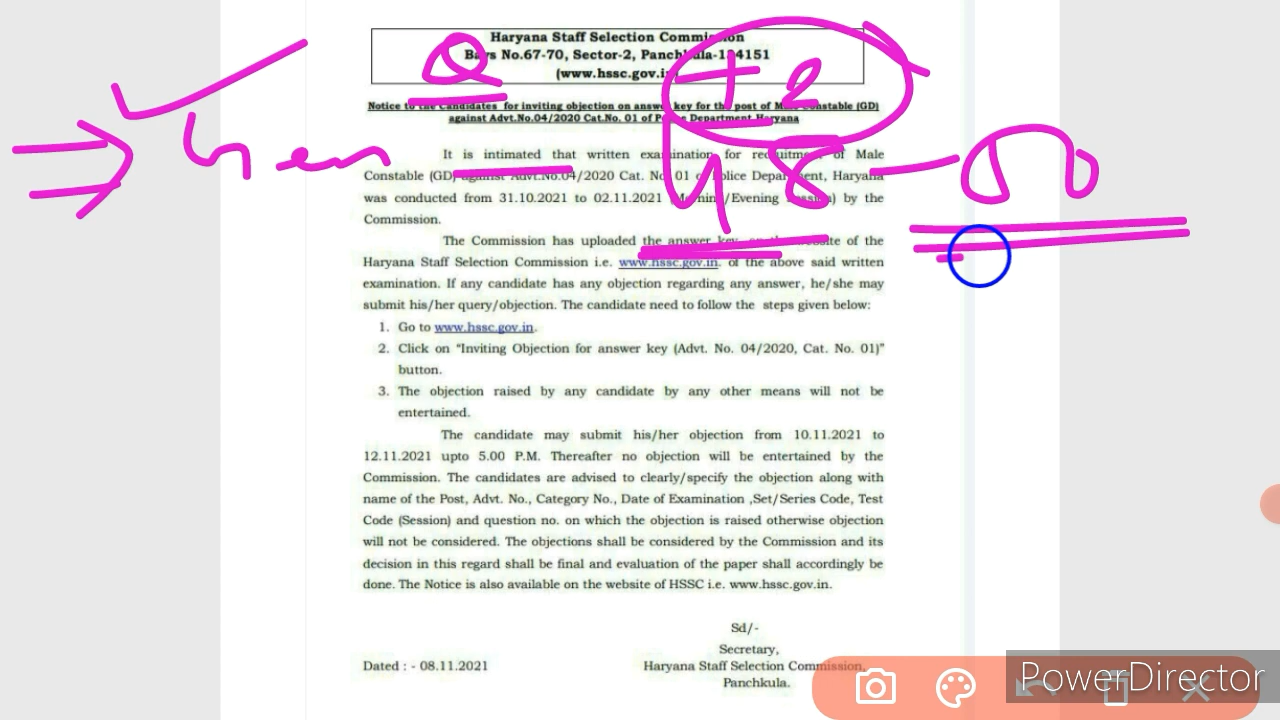 Haryana Staff Selection Commission
Bays No.67-70, Sector-2, Panchkula-134151
(www.hssc.gov.in)
Notice to the Candidates for inviting objection on answer key for the post of Male Constable (GD)
against Advt.No.04/2020 Cat.No. 01 of Police Department, Haryana
It is intimated that written examination for recruitment of Male
Constable (GD) against Advt.No.04/2020 Cat. No. 01 of Police Department, Haryana
was conducted from 31.10.2021 to 02.11.2021 (Morning/Evening Session) by the
Commission.
The Commission has uploaded the answer key on the website of the
Haryana Staff Selection Commission i.e. www.hssc.gov.in. of the above said written
examination. If any candidate has any objection regarding any answer, he/she may
submit his/her query/objection. The candidate need to follow the steps given below:
1. Go to www.hssc.gov.in.
2. Click on “Inviting Objection for answer key (Advt. No. 04/2020, Cat. No. 01)”
button.
3. The objection raised by any candidate by any other means will not be
entertained.
The candidate may submit his/her objection from 10.11.2021 to
12.11.2021 upto 5.00 P.M. Thereafter no objection will be entertained by the
Commission. The candidates are advised to clearly/specify the objection along with
name of the Post, Advt. No., Category No., Date of Examination ,Set/Series Code, Test
Code (Session) and question no. on which the objection is raised otherwise objection
will not be considered. The objections shall be considered by the Commission and its
decision in this regard shall be final and evaluation of the paper shall accordingly be
done. The Notice is also available on the website of HSSC i.e. www.hssc.gov.in.
Sd/-
Secretary,
Dated : - 08.11.2021 Haryana Staff Selection Commission,
Panchkula.
PowerDirector